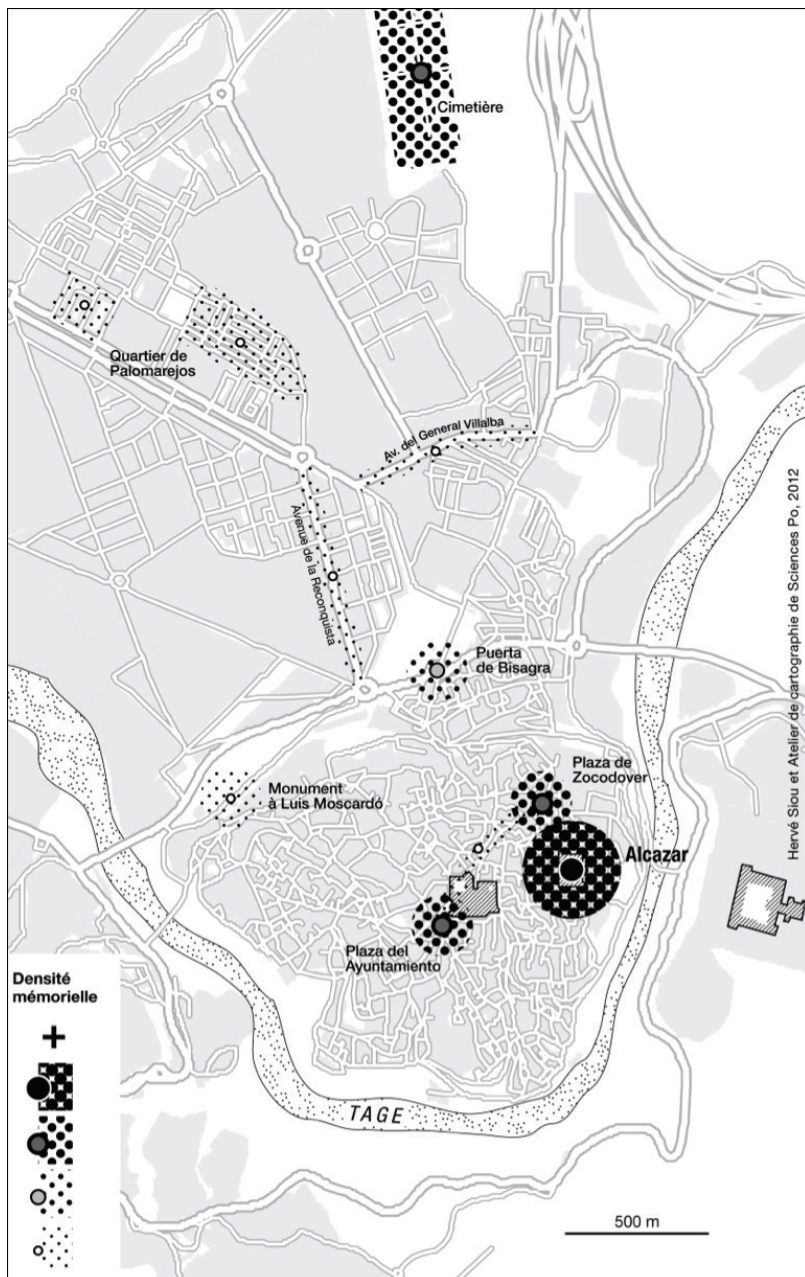 Cimetière
Quartier de
Palomarejos
Av. del General Villalba
Avenue de la Reconquista
Puerta
de Bisagra
Monument
à Luis Moscardó
Plaza de
Zocodover
Alcazar
Plaza del
Ayuntamiento
Densité
mémorielle
+
TAGE
500 m
Hervé Siou et Atelier de cartographie de Sciences Po, 2012